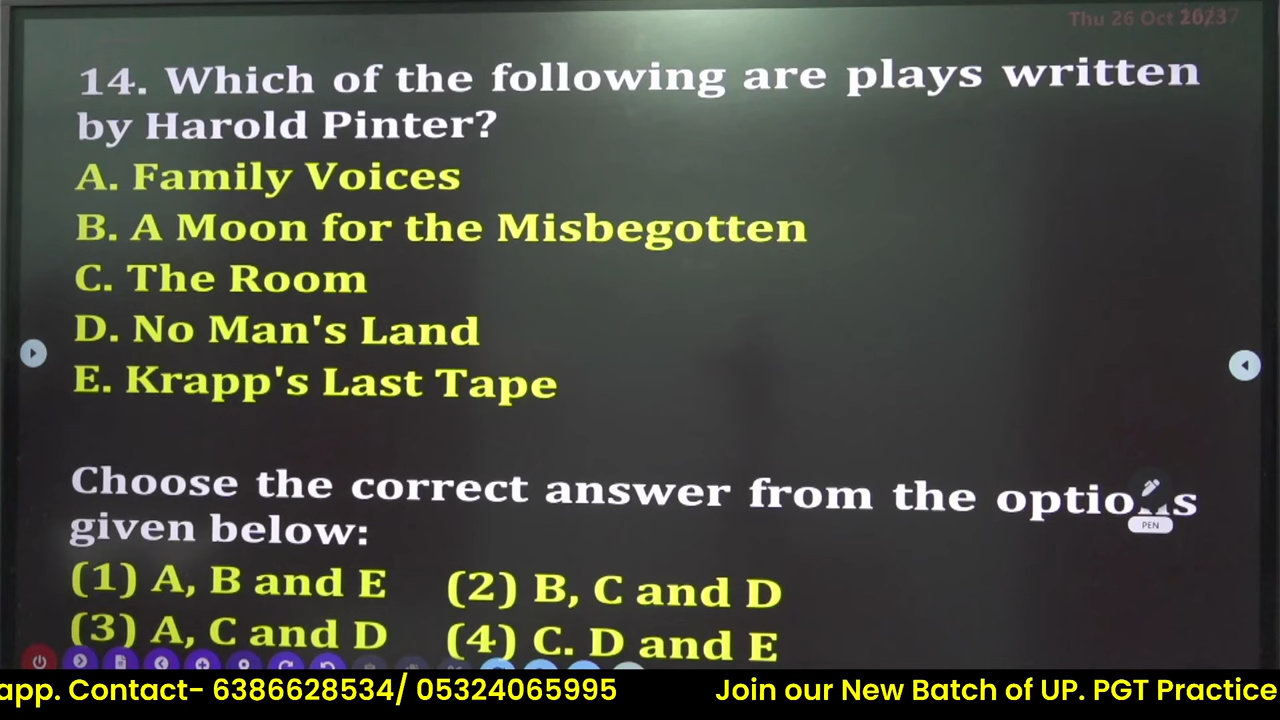 Thu 26 Oct 2023
14. Which of the following are plays written
by Harold Pinter?
A. Family Voices
B. A Moon for the Misbegotten
C. The Room
D. No Man's Land
E. Krapp's Last Tape
Choose the correct answer from the options
given below:
(1) A, B and E (2) B, C and D
(3) A, C and D (4) C. D and E
PEN
app. Contact- 6386628534/ 05324065995 Join our New Batch of UP. PGT Practice